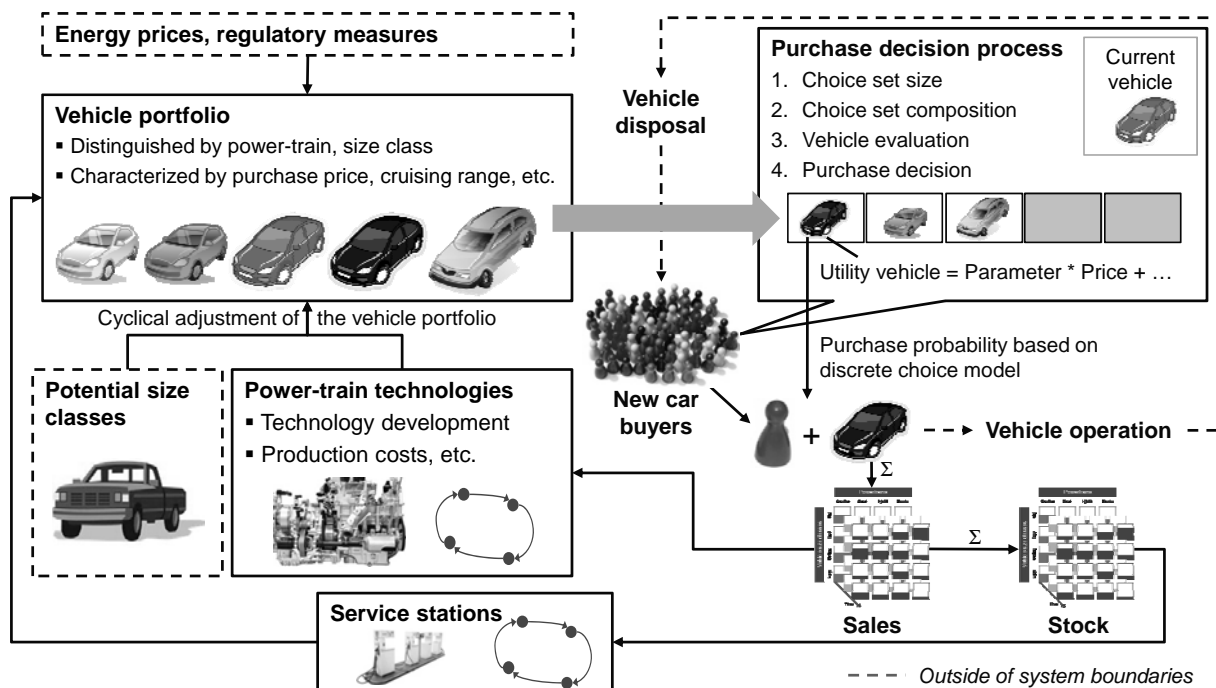 Energy prices, regulatory measures
Vehicle portfolio
▪ Distinguished by power-train, size class
▪ Characterized by purchase price, cruising range, etc.
Cyclical adjustment of the vehicle portfolio
Potential size
classes
Power-train technologies
▪ Technology development
▪ Production costs, etc.
Service stations
Vehicle
disposal
New car
buyers
Purchase decision process
1. Choice set size
2. Choice set composition
3. Vehicle evaluation
4. Purchase decision
Current
vehicle
Utility vehicle = Parameter * Price + …
Purchase probability based on
discrete choice model
+
Vehicle operation
Σ
Σ
Sales
Stock
Outside of system boundaries